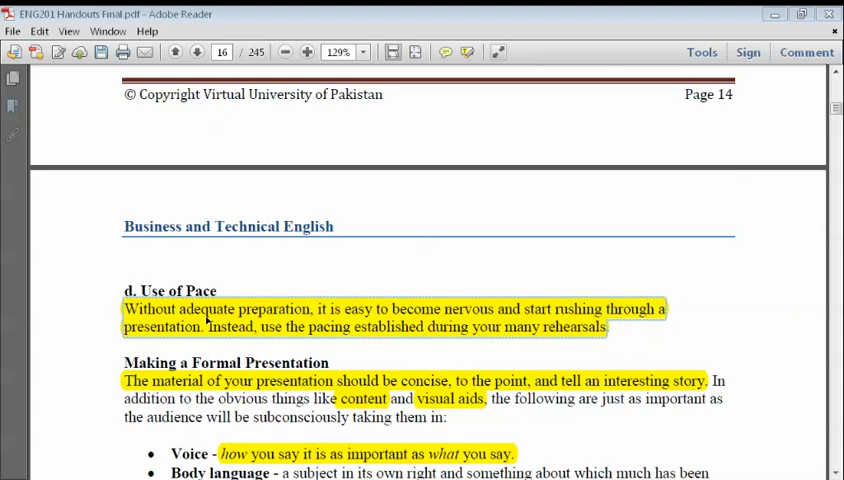 ENG201 Handouts Final.pdf - Adobe Reader
File Edit View Window Help
16 / 245 129% Tools Sign Comment
© Copyright Virtual University of Pakistan Page 14
Business and Technical English
d. Use of Pace
Without adequate preparation, it is easy to become nervous and start rushing through a
presentation. Instead, use the pacing established during your many rehearsals.
Making a Formal Presentation
The material of your presentation should be concise, to the point, and tell an interesting story. In
addition to the obvious things like content and visual aids, the following are just as important as
the audience will be subconsciously taking them in:
• Voice - how you say it is as important as what you say.
• Body language - a subject in its own right and something about which much has been